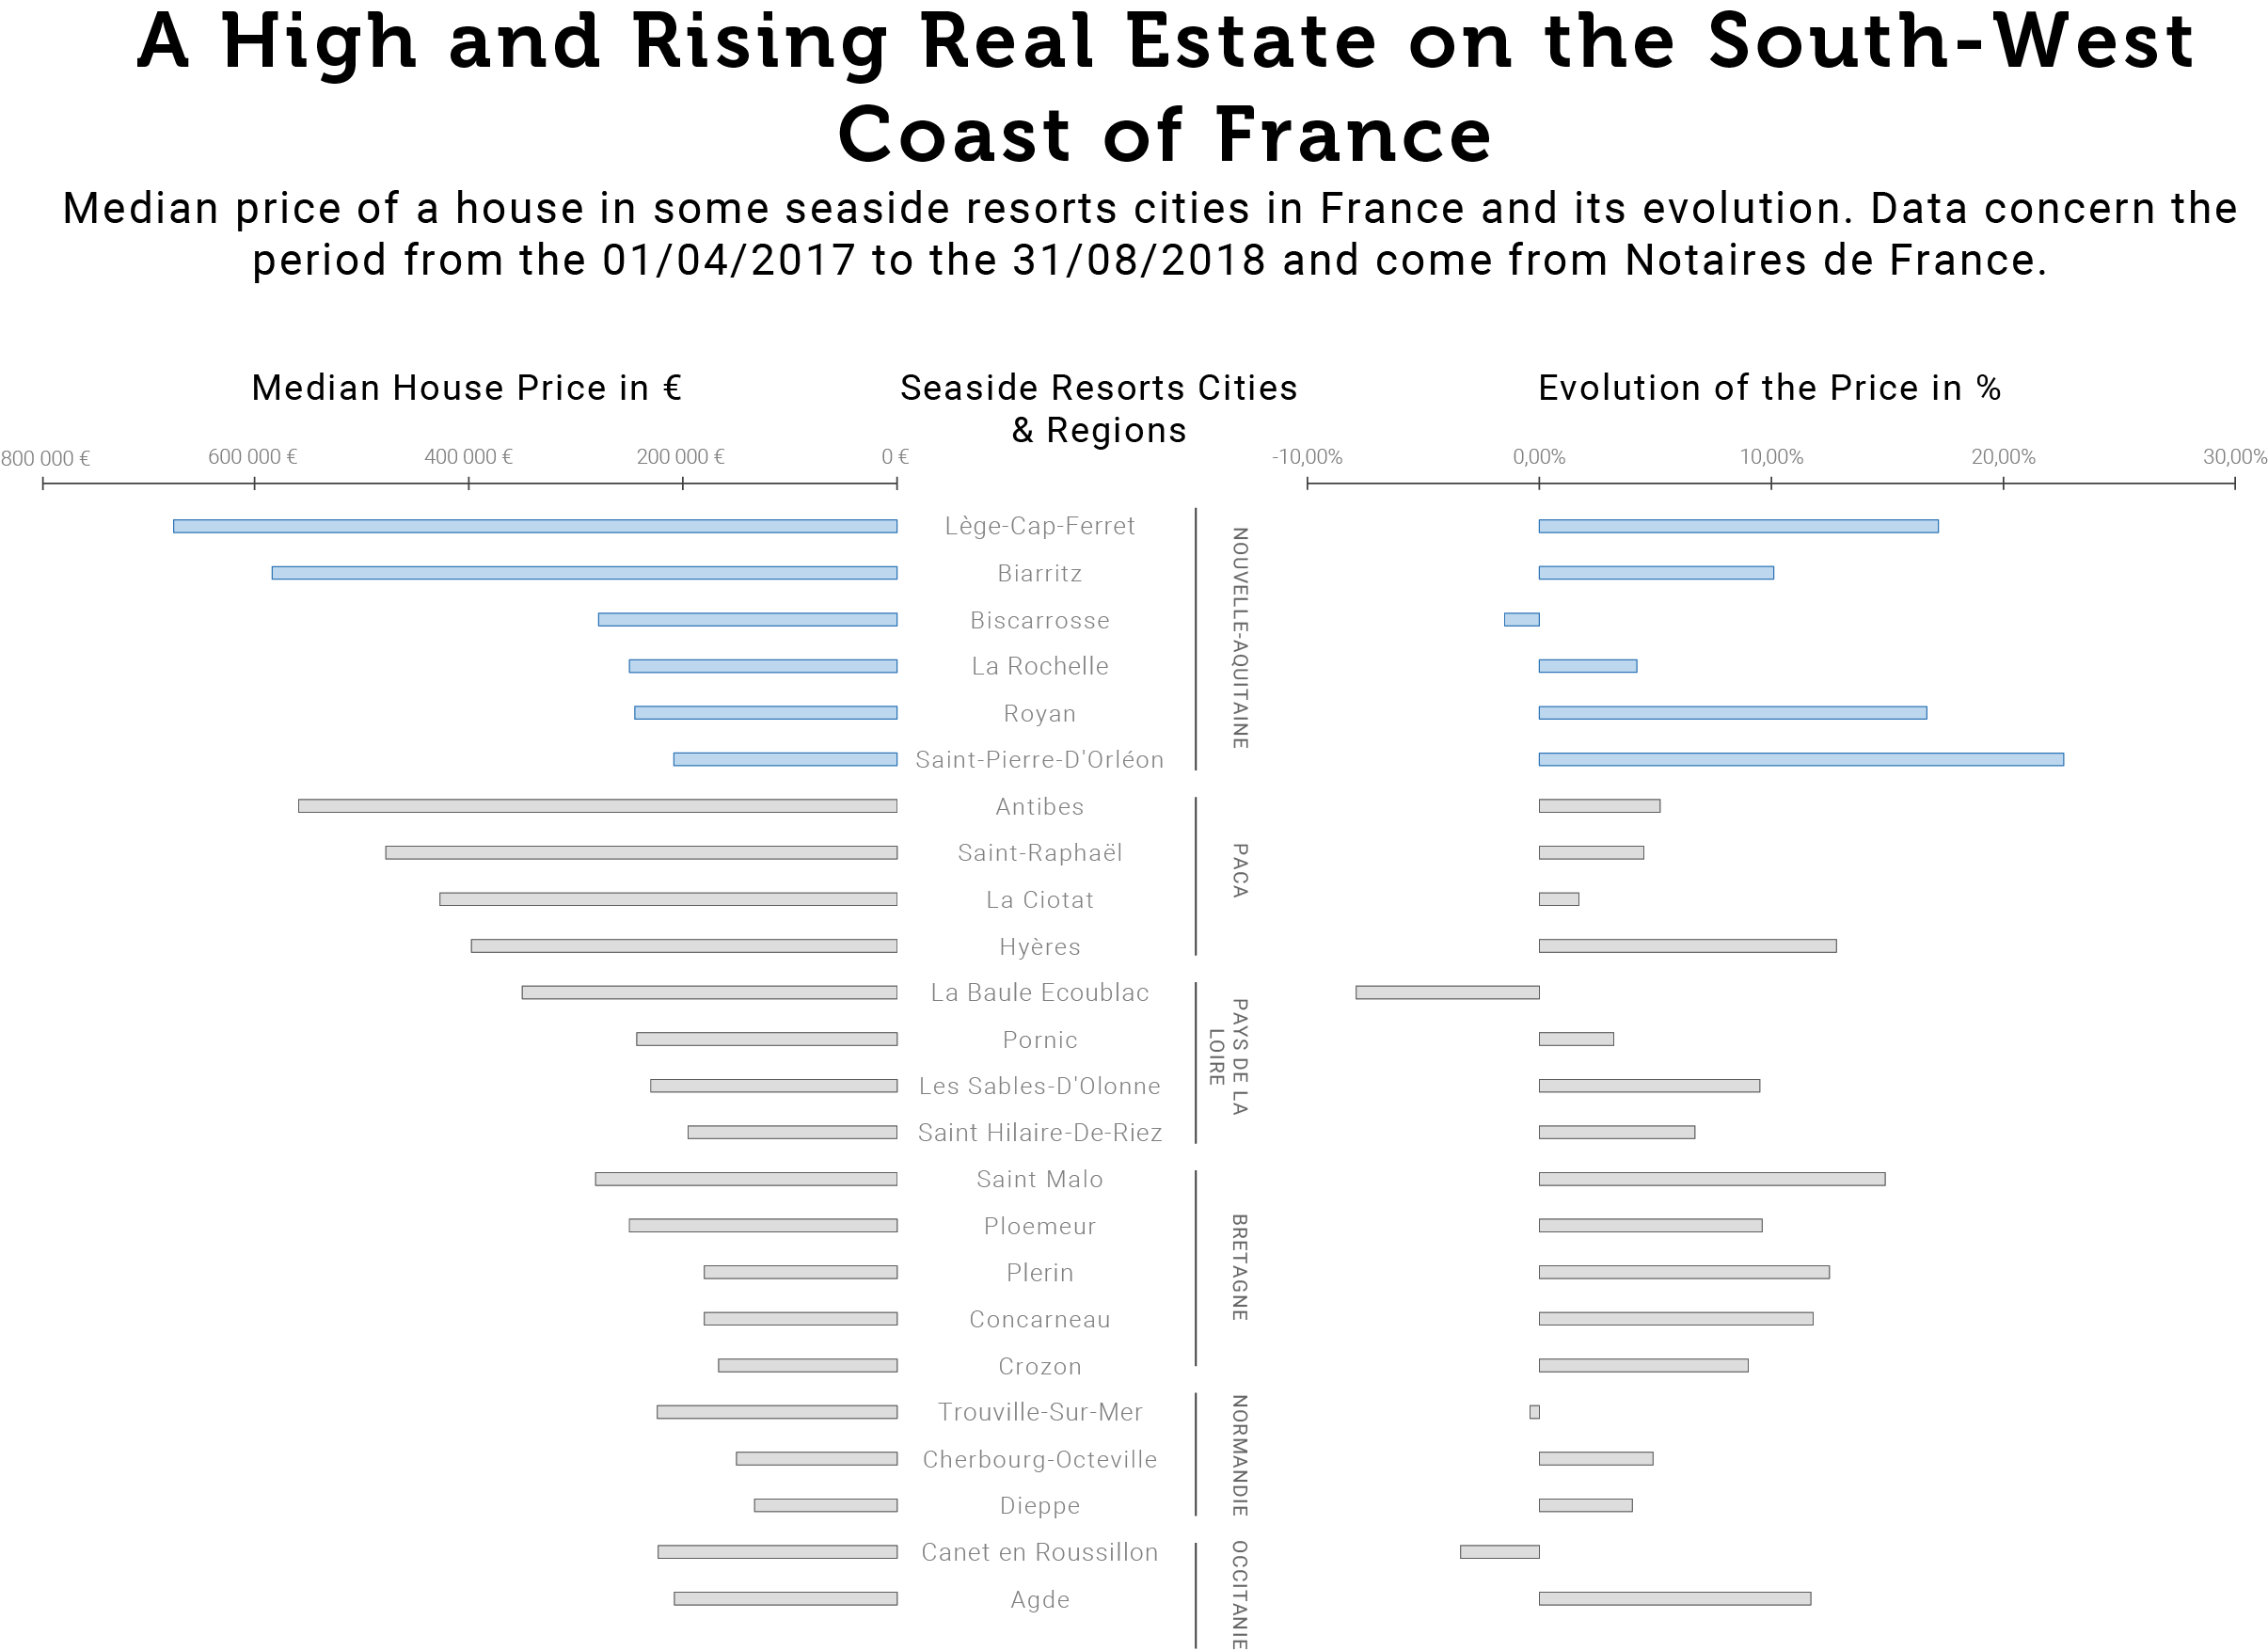 A High and Rising Real Estate on the South-West
Coast of France
Median price of a house in some seaside resorts cities in France and its evolution. Data concern the
period from the 01/04/2017 to the 31/08/2018 and come from Notaires de France.
Median House Price in €
Seaside Resorts Cities
& Regions
Evolution of the Price in %
800 000 €
600 000 €
400 000 €
200 000 €
0 €
-10,00%
0,00%
10,00%
20,00%
30,00%
Lège-Cap-Ferret
Biarritz
Biscarrosse
La Rochelle
Royan
Saint-Pierre-D'Orléon
NOUVELLE-AQUITAINE
Antibes
Saint-Raphaël
La Ciotat
Hyères
PACA
La Baule Ecoublac
Pornic
Les Sables-D'Olonne
Saint Hilaire-De-Riez
PAYS DE LA
LOIRE
Saint Malo
Ploemeur
Plerin
Concarneau
Crozon
BRETAGNE
Trouville-Sur-Mer
Cherbourg-Octeville
Dieppe
NORMANDIE
Canet en Roussillon
Agde
OCCITANIE